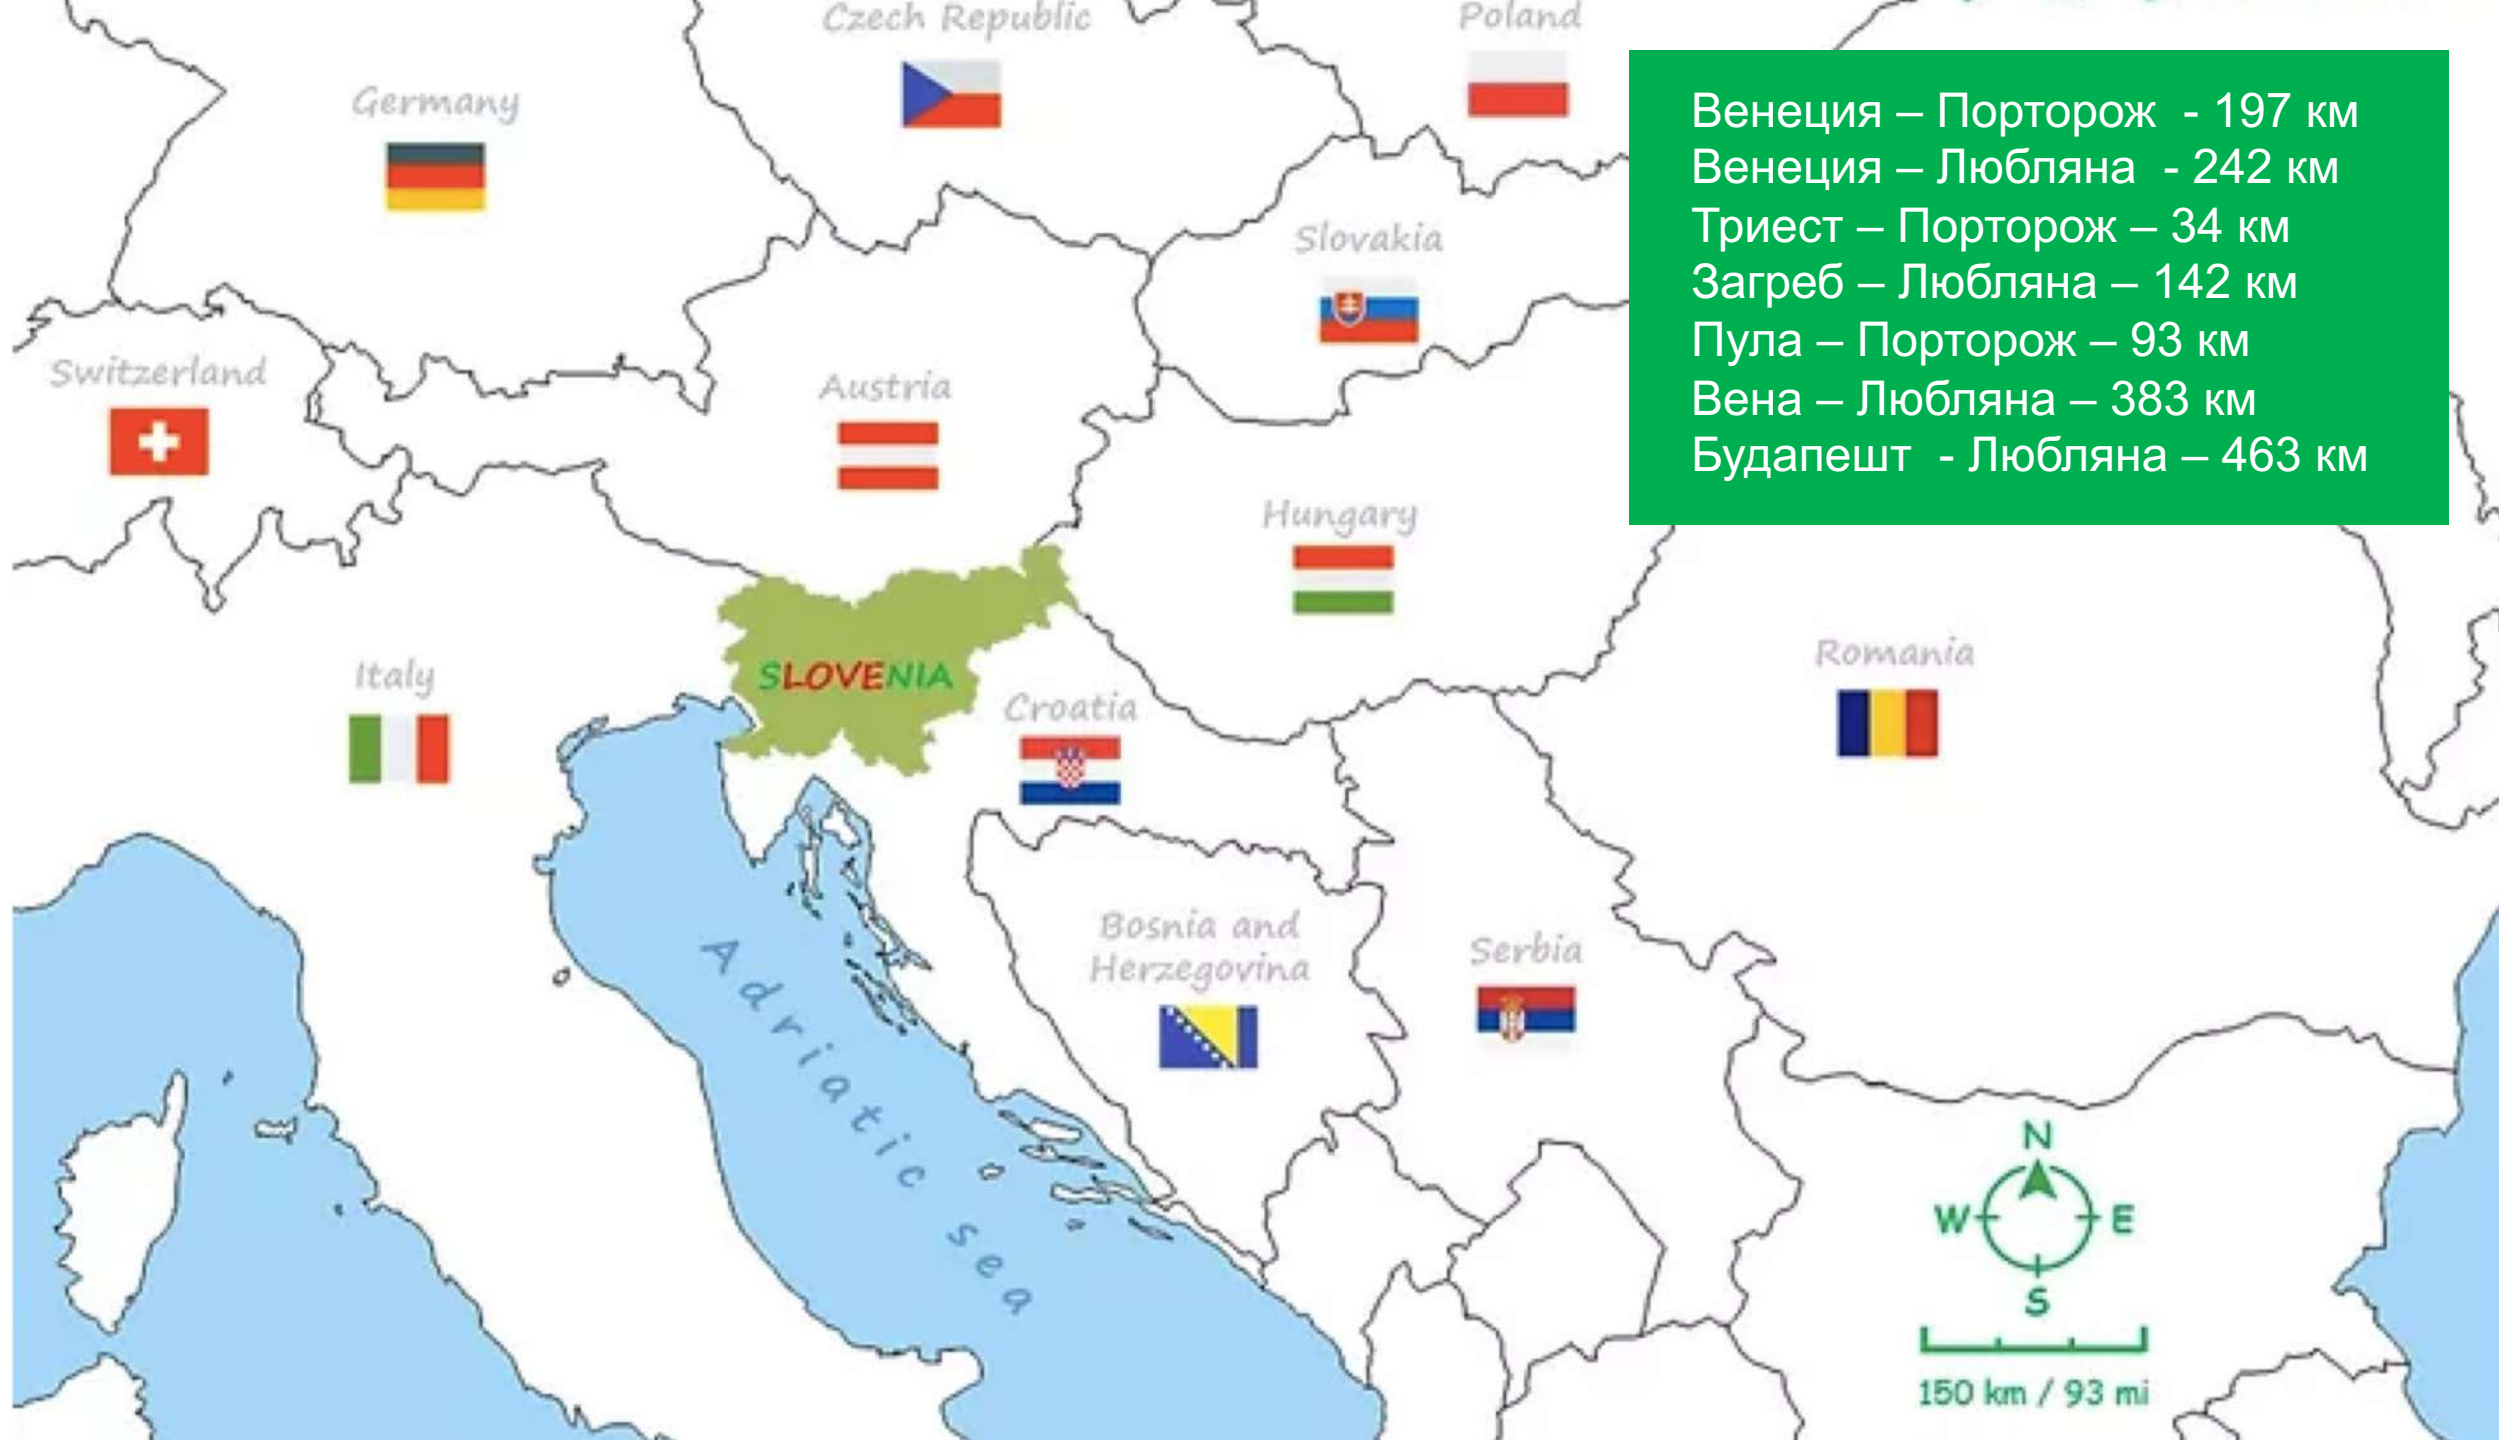 Czech Republic
Poland
Germany
Венеция – Порторож - 197 км
Венеция – Любляна - 242 км
Триест – Порторож – 34 км
Загреб – Любляна – 142 км
Пула – Порторож – 93 км
Вена – Любляна – 383 км
Будапешт - Любляна – 463 км
Slovakia
Switzerland
Austria
Hungary
Italy
SLOVENIA
Croatia
Romania
Bosnia and
Herzegovina
Serbia
Adriatic sea
N
W
E
S
150 km / 93 mi